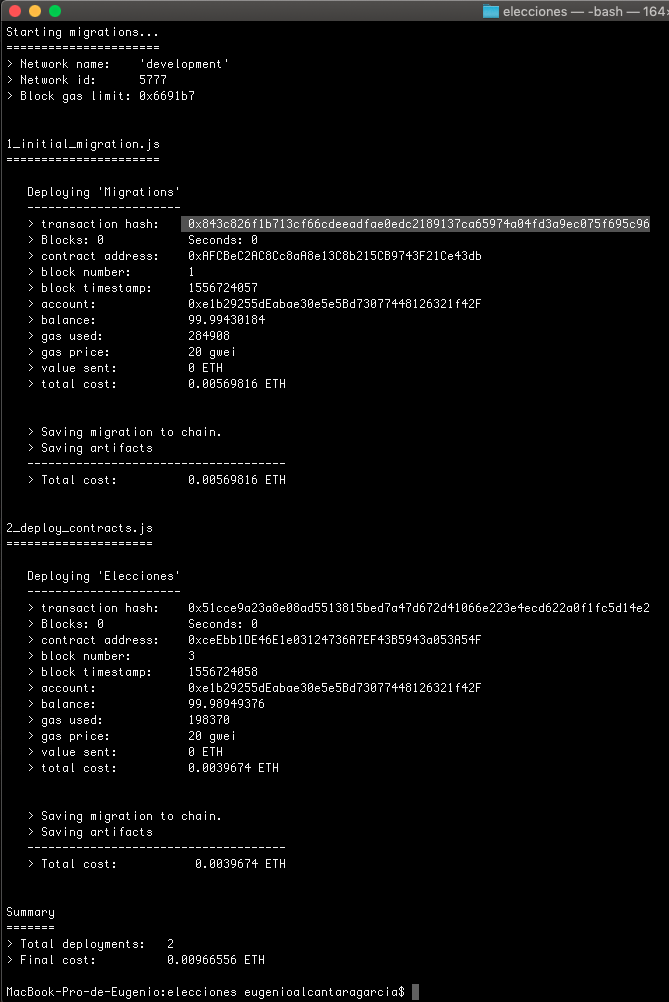 elecciones — -bash — 164×
Starting migrations...
======================
> Network name:    'development'
> Network id:      5777
> Block gas limit: 0x6691b7
1_initial_migration.js
======================
Deploying 'Migrations'
----------------------
> transaction hash:    0x843c826f1b713cf66cdeeadfae0edc2189137ca65974a04fd3a9ec075f695c96
> Blocks: 0            Seconds: 0
> contract address:    0xAFCBeC2AC8Cc8aA8e13C8b215CB9743F21Ce43db
> block number:        1
> block timestamp:     1556724057
> account:             0xe1b29255dEabae30e5e5Bd73077448126321f42F
> balance:             99.99430184
> gas used:            284908
> gas price:           20 gwei
> value sent:          0 ETH
> total cost:          0.00569816 ETH
> Saving migration to chain.
> Saving artifacts
-------------------------------------
> Total cost:          0.00569816 ETH
2_deploy_contracts.js
=====================
Deploying 'Elecciones'
----------------------
> transaction hash:    0x51cce9a23a8e08ad5513815bed7a47d672d41066e223e4ecd622a0f1fc5d14e2
> Blocks: 0            Seconds: 0
> contract address:    0xceEbb1DE46E1e03124736A7EF43B5943a053A54F
> block number:        3
> block timestamp:     1556724058
> account:             0xe1b29255dEabae30e5e5Bd73077448126321f42F
> balance:             99.98949376
> gas used:            198370
> gas price:           20 gwei
> value sent:          0 ETH
> total cost:          0.0039674 ETH
> Saving migration to chain.
> Saving artifacts
-------------------------------------
> Total cost:           0.0039674 ETH
Summary
=======
> Total deployments:   2
> Final cost:          0.00966556 ETH
MacBook-Pro-de-Eugenio:elecciones eugenioalcantaragarcia$